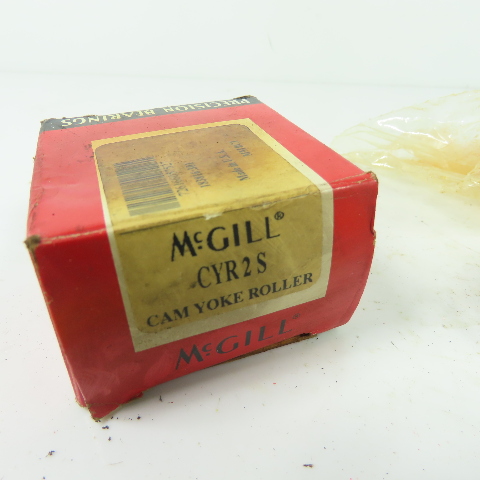 PRECISION BEARINGS
McGILL®
CYR 2 S
CAM YOKE ROLLER
McGILL®